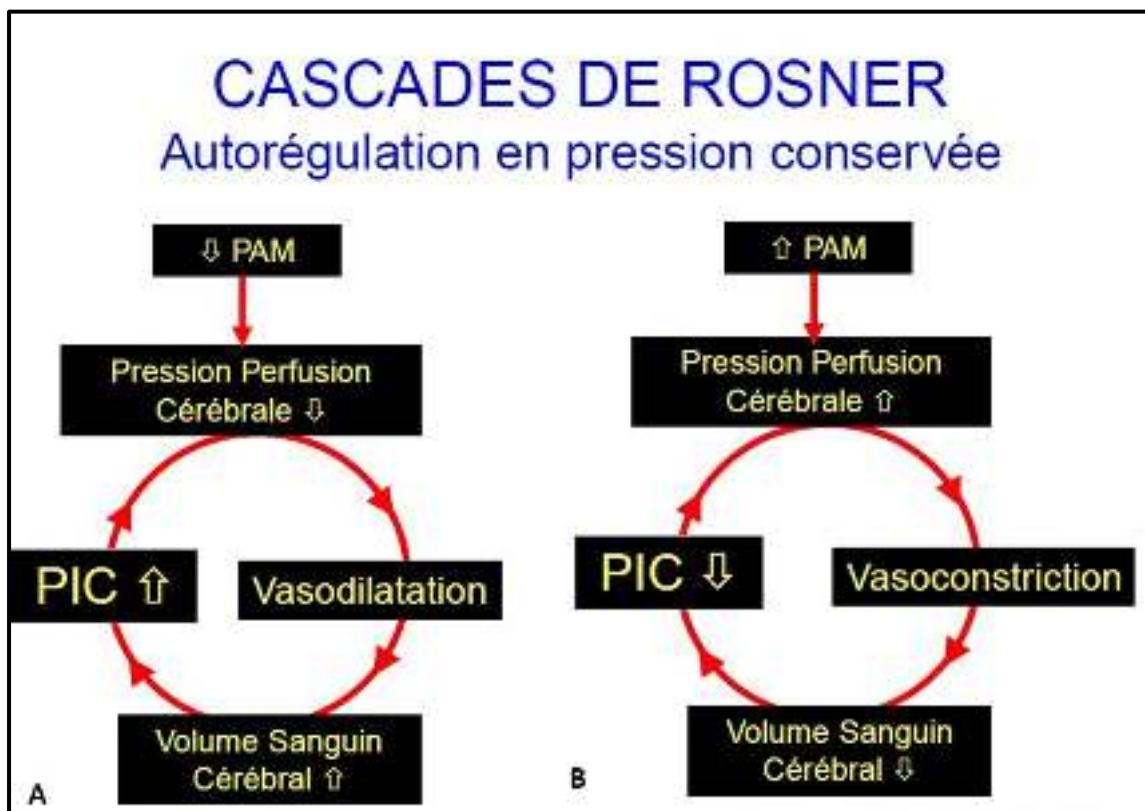 CASCADES DE ROSNER
Autorégulation en pression conservée
⇩ PAM
Pression Perfusion
Cérébrale ⇩
PIC ⇧
Vasodilatation
Volume Sanguin
Cérébral ⇧
A
⇧ PAM
Pression Perfusion
Cérébrale ⇧
PIC ⇩
Vasoconstriction
Volume Sanguin
Cérébral ⇩
B